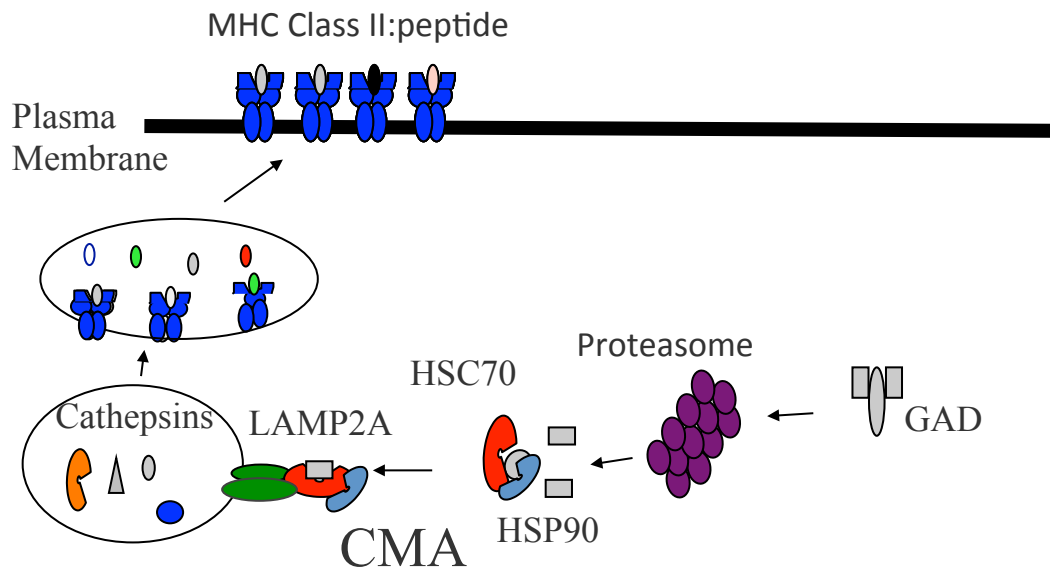 MHC Class II:peptide
Plasma
Membrane
Proteasome
HSC70
Cathepsins
LAMP2A
GAD
HSP90
CMA